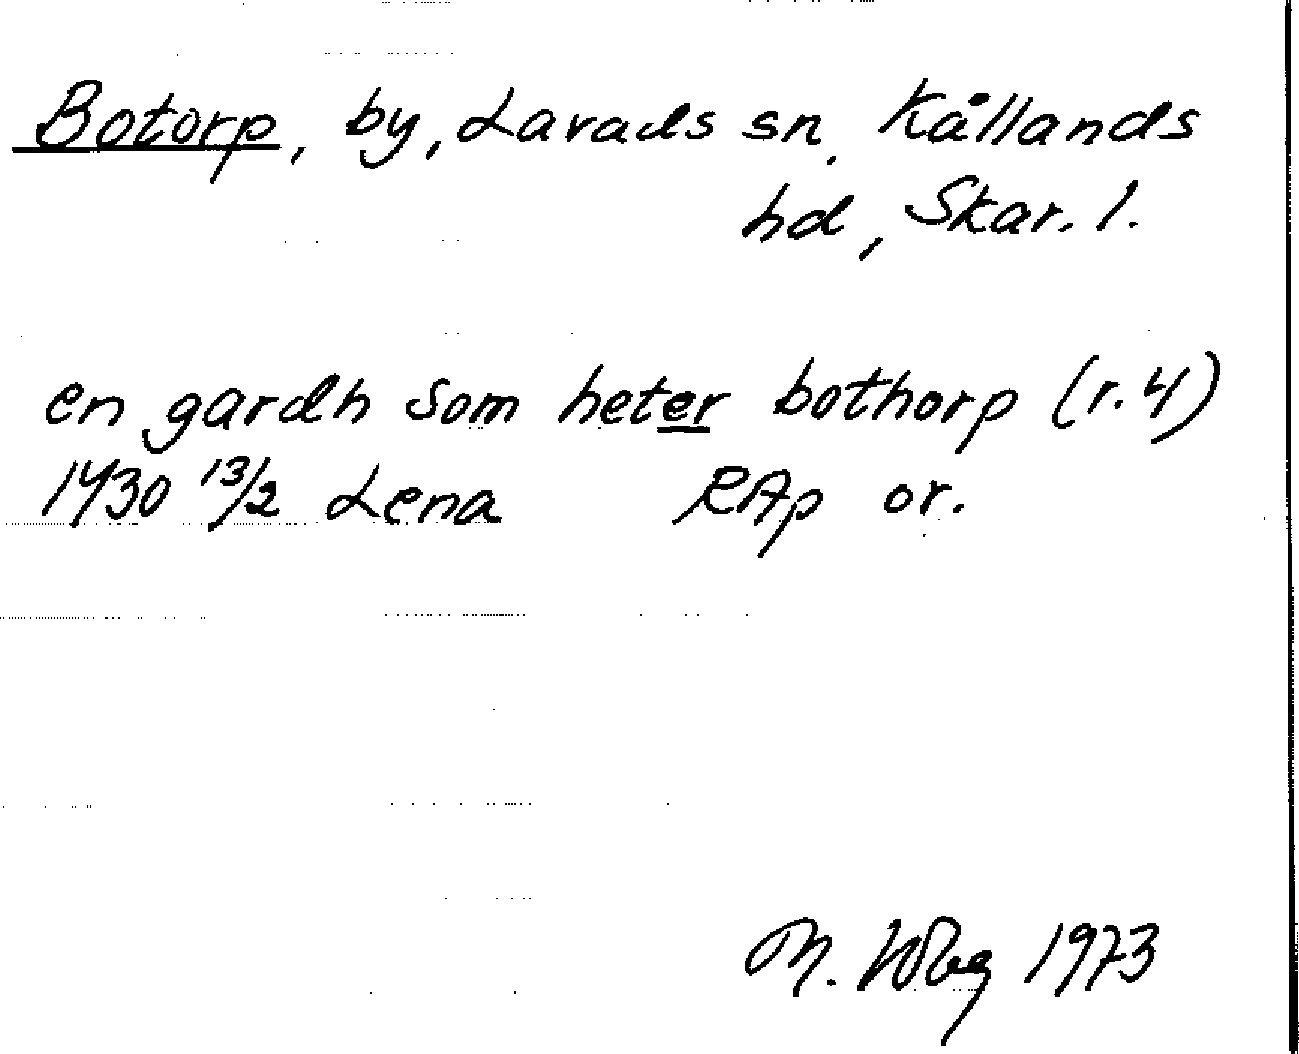 Botorp, by, Lavads sn, Kållands
hd, Skar. l.
en gardh som heter bothorp (r.4)
1430 13/2 Lena RAp or.
M. Wbg 1973